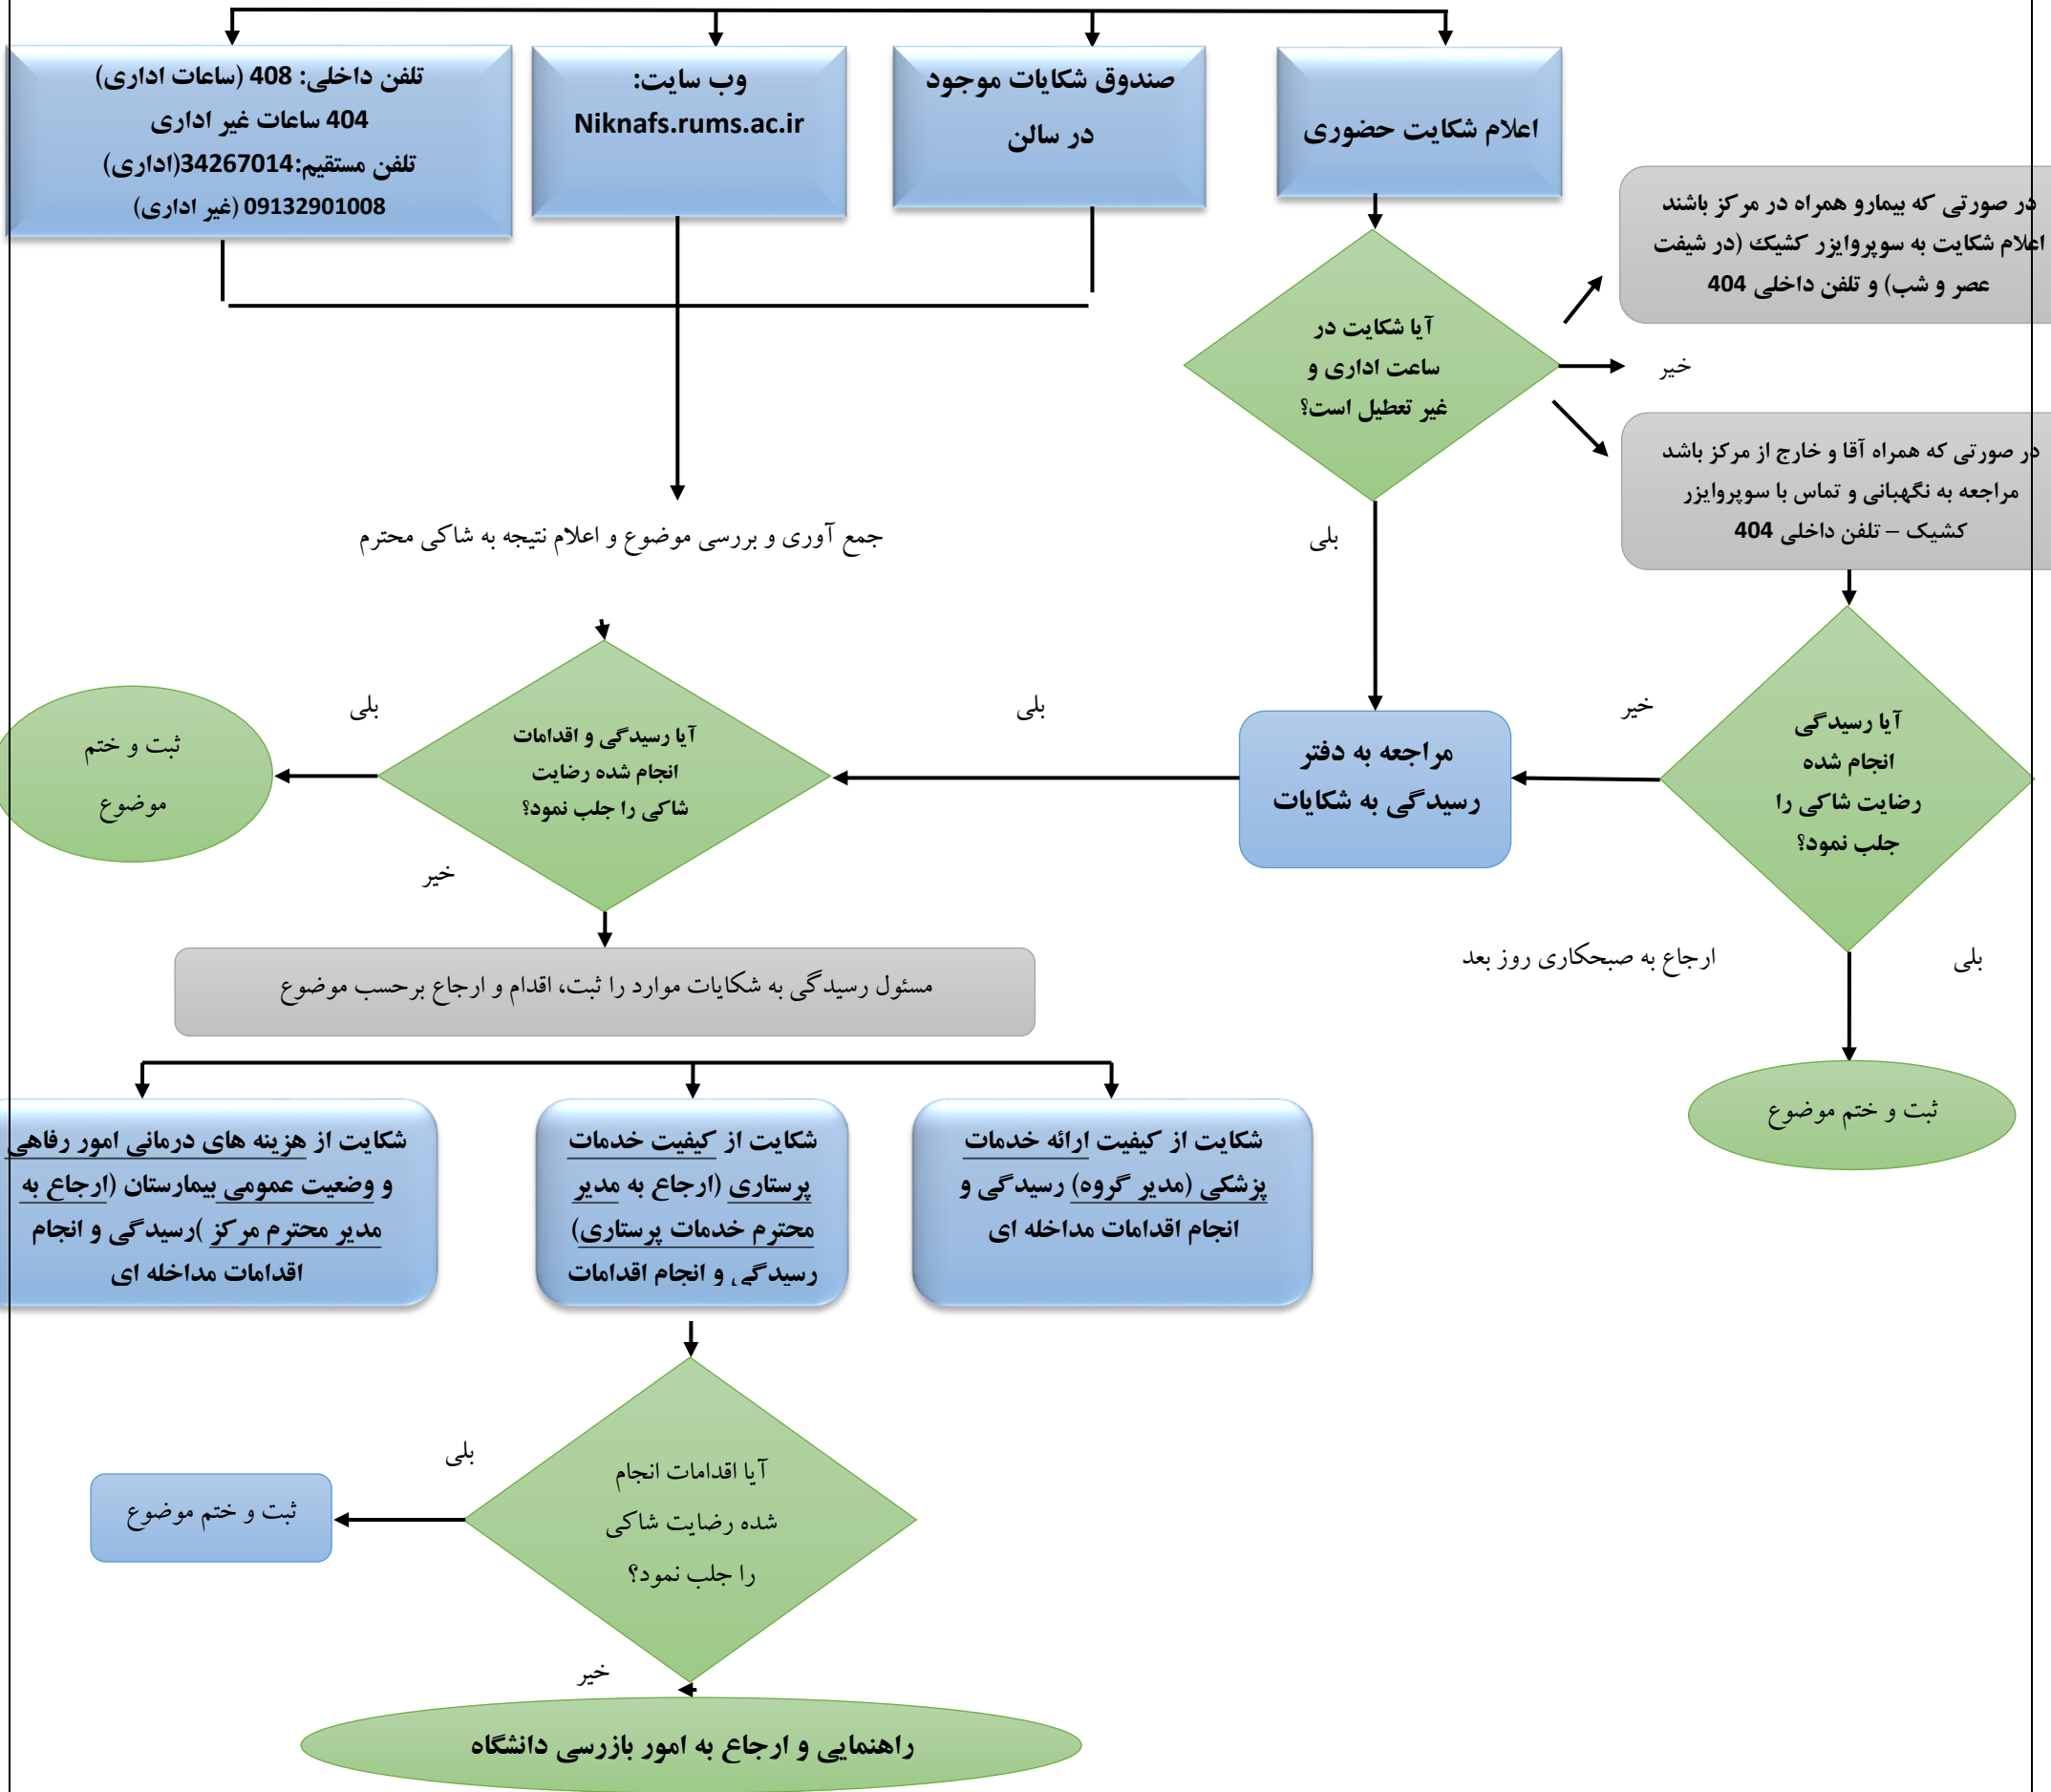 اعلام شکایت حضوری
صندوق شکایات موجود
در سالن
وب سایت:
Niknafs.rums.ac.ir
تلفن داخلی: 408 (ساعات اداری)
404 ساعات غیر اداری
تلفن مستقیم:34267014(اداری)
09132901008 (غیر اداری)
در صورتی که بیمارو همراه در مرکز باشند
اعلام شکایت به سوپروایزر کشیک (در شیفت
عصر و شب) و تلفن داخلی 404
آیا شکایت در
ساعت اداری و
غیر تعطیل است؟
خیر
در صورتی که همراه آقا و خارج از مرکز باشد
مراجعه به نگهبانی و تماس با سوپروایزر
کشیک – تلفن داخلی 404
بلی
جمع آوری و بررسی موضوع و اعلام نتیجه به شاکی محترم
آیا رسیدگی
انجام شده
رضایت شاکی را
جلب نمود؟
خیر
مراجعه به دفتر
رسیدگی به شکایات
بلی
آیا رسیدگی و اقدامات
انجام شده رضایت
شاکی را جلب نمود؟
بلی
ثبت و ختم
موضوع
خیر
بلی
ارجاع به صبحکاری روز بعد
مسئول رسیدگی به شکایات موارد را ثبت، اقدام و ارجاع برحسب موضوع
ثبت و ختم موضوع
شکایت از کیفیت ارائه خدمات
پزشکی (مدیر گروه) رسیدگی و
انجام اقدامات مداخله ای
شکایت از کیفیت خدمات
پرستاری (ارجاع به مدیر
محترم خدمات پرستاری)
رسیدگی و انجام اقدامات
شکایت از هزینه های درمانی امور رفاهی
و وضعیت عمومی بیمارستان (ارجاع به
مدیر محترم مرکز )رسیدگی و انجام
اقدامات مداخله ای
آیا اقدامات انجام
شده رضایت شاکی
را جلب نمود؟
بلی
ثبت و ختم موضوع
خیر
راهنمایی و ارجاع به امور بازرسی دانشگاه